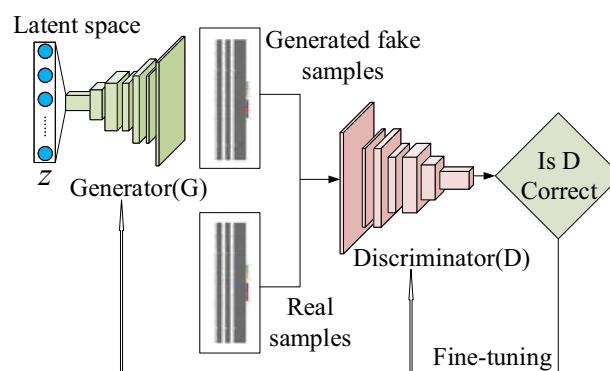 Latent space
z
Generator(G)
Generated fake
samples
Real
samples
Discriminator(D)
Is D
Correct
Fine-tuning